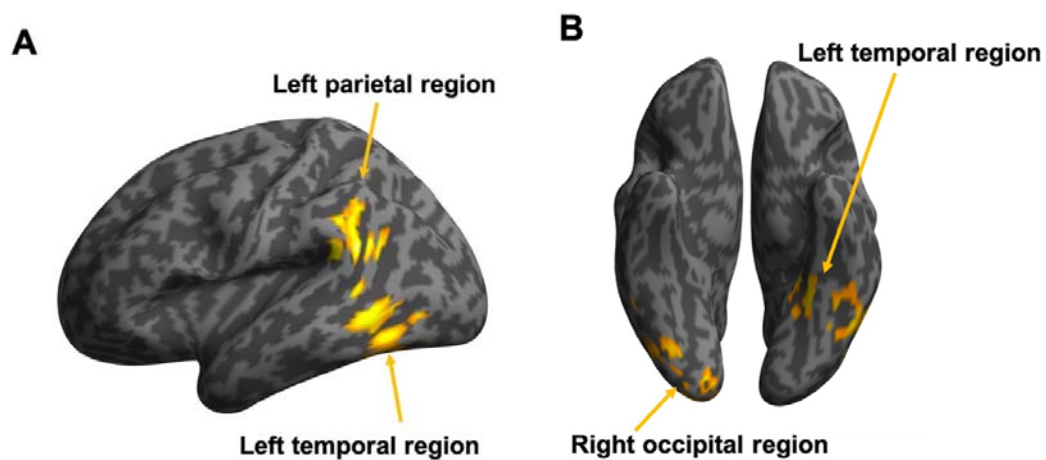 A
Left parietal region
Left temporal region
B
Left temporal region
Right occipital region